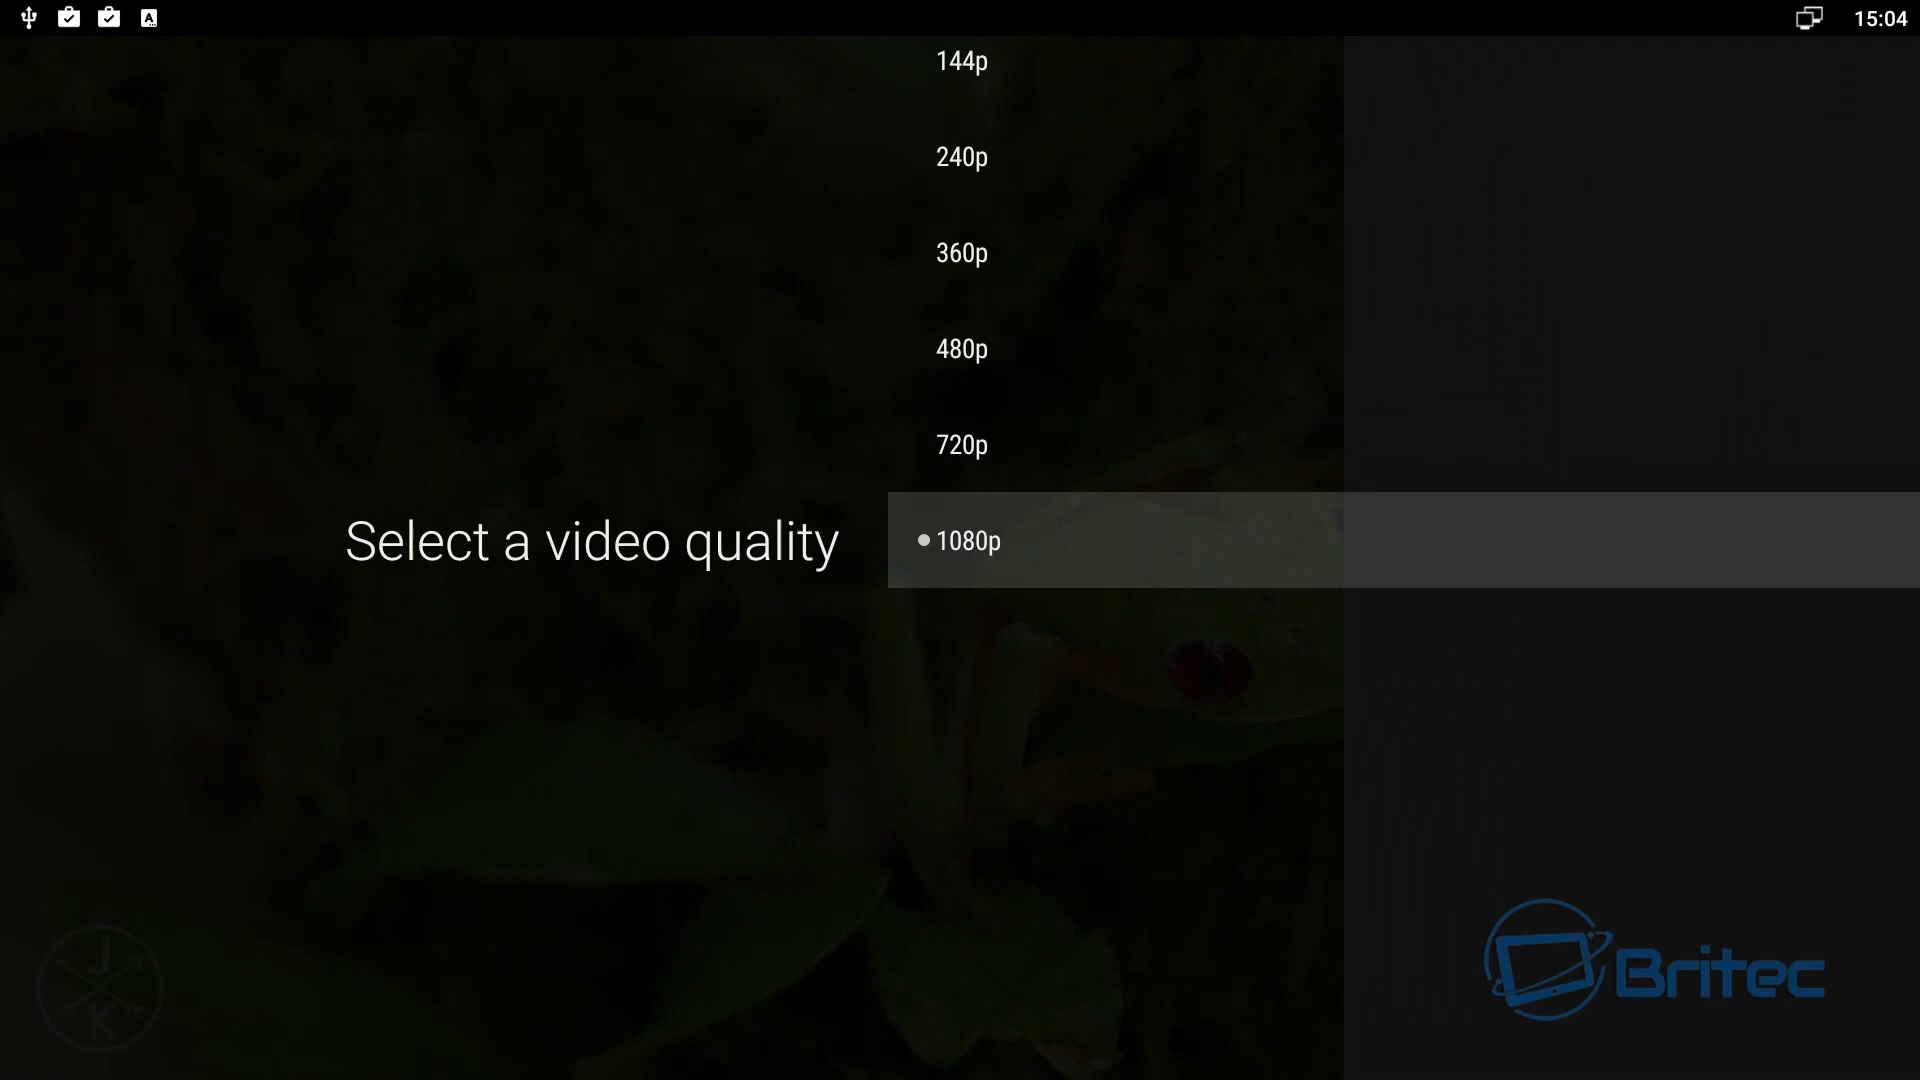 15:04
144p
240p
360p
480p
720p
Select a video quality
1080p
J
K
Britec